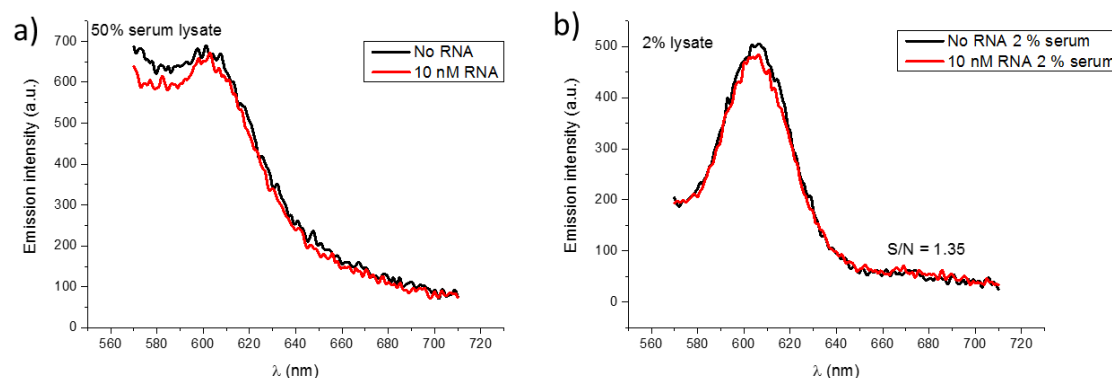 a)
50% serum lysate
No RNA
10 nM RNA
700
600
500
400
300
200
100
0
560 580 600 620 640 660 680 700 720
Emission intensity (a.u.)
λ (nm)
b)
2% lysate
No RNA 2 % serum
10 nM RNA 2 % serum
500
400
300
200
100
0
S/N = 1.35
560 580 600 620 640 660 680 700 720
Emission intensity (a.u.)
λ (nm)